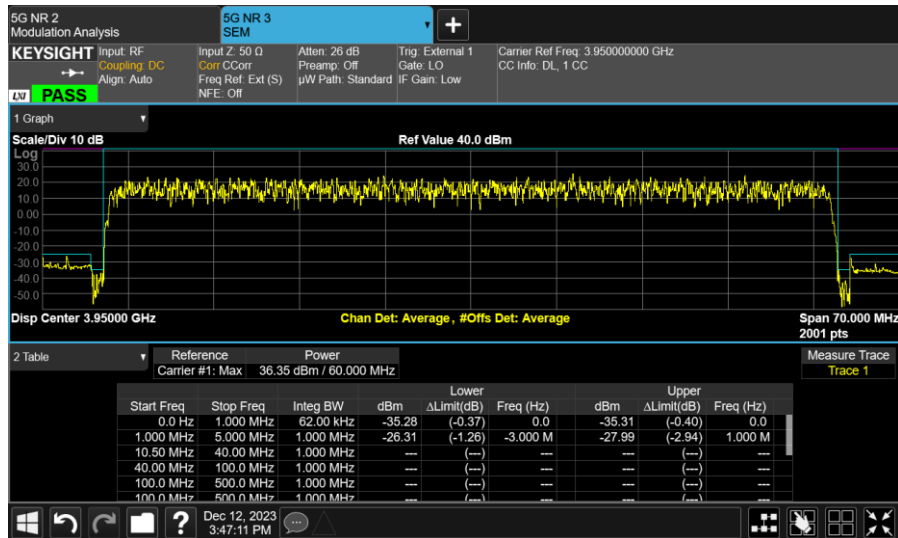 5G NR 2
Modulation Analysis
5G NR 3
SEM
KEYSIGHT
LXI PASS
Input: RF
Coupling: DC
Align: Auto
Input Z: 50 Ω
Corr CCorr
Freq Ref: Ext (S)
NFE: Off
Atten: 26 dB
Preamp: Off
µW Path: Standard
Trig: External 1
Gate: LO
IF Gain: Low
Carrier Ref Freq: 3.950000000 GHz
CC Info: DL, 1 CC
1 Graph
Scale/Div 10 dB Ref Value 40.0 dBm
Log
30.0
20.0
10.0
0.00
-10.0
-20.0
-30.0
-40.0
-50.0
Disp Center 3.95000 GHz Chan Det: Average, #Offs Det: Average Span 70.000 MHz
2001 pts
2 Table Reference Power Measure Trace
Carrier #1: Max 36.35 dBm / 60.000 MHz Trace 1
Lower Upper
Start Freq Stop Freq Integ BW dBm ΔLimit(dB) Freq (Hz) dBm ΔLimit(dB) Freq (Hz)
0.0 Hz 1.000 MHz 62.00 kHz -35.28 (-0.37) 0.0 -35.31 (-0.40) 0.0
1.000 MHz 5.000 MHz 1.000 MHz -26.31 (-1.26) -3.000 M -27.99 (-2.94) 1.000 M
10.50 MHz 40.00 MHz 1.000 MHz --- (---) --- --- (---) ---
40.00 MHz 100.0 MHz 1.000 MHz --- (---) --- --- (---) ---
100.0 MHz 500.0 MHz 1.000 MHz --- (---) --- --- (---) ---
100.0 MHz 500.0 MHz 1.000 MHz --- (---) --- --- (---) ---
? Dec 12, 2023
3:47:11 PM